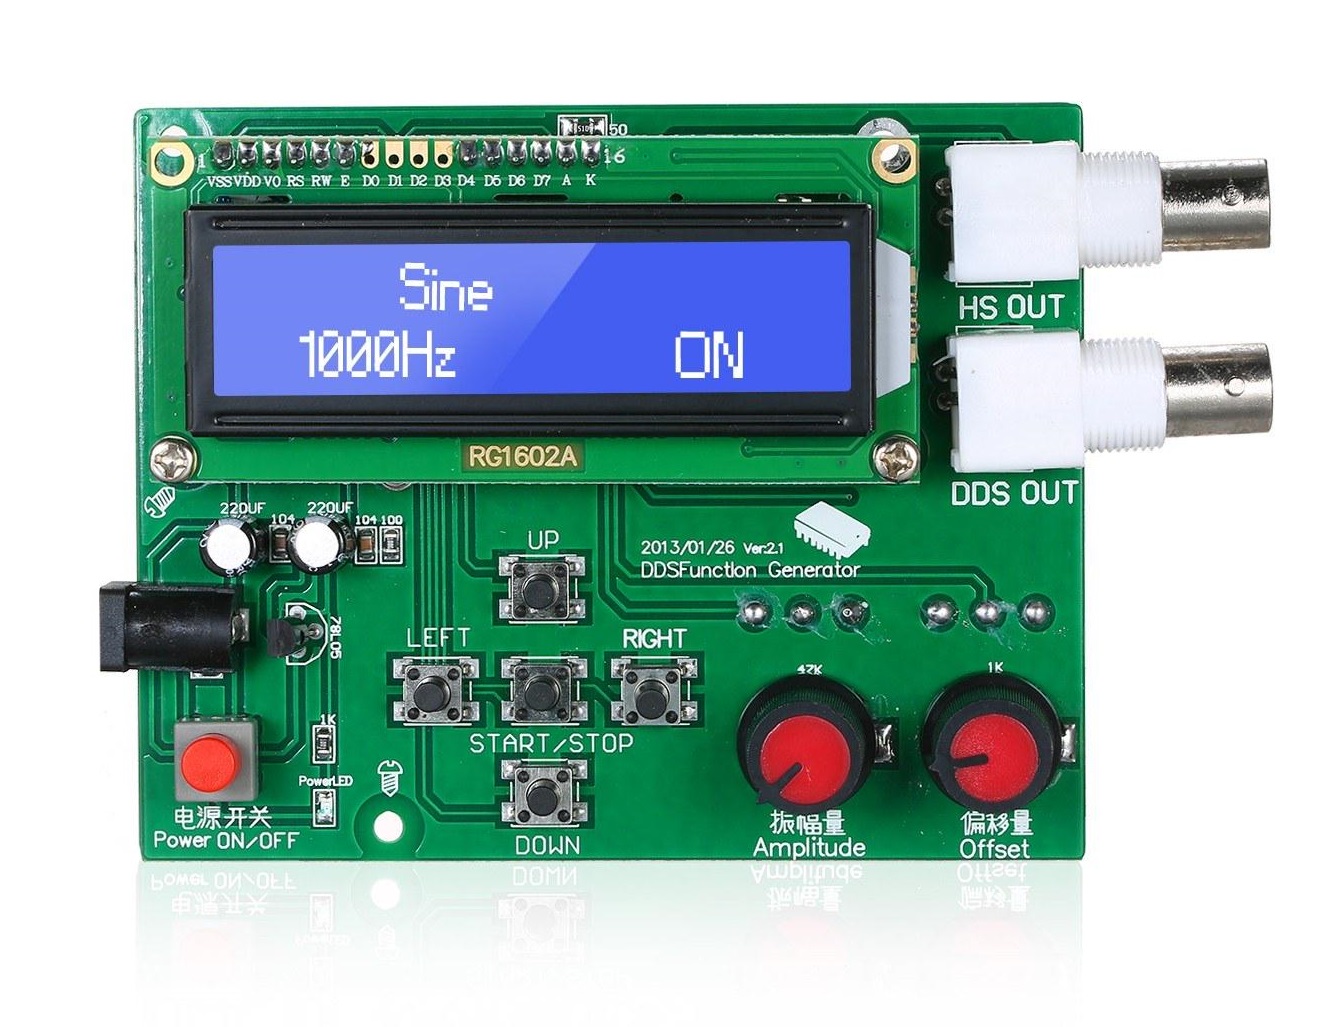 50
1 16
VSS VDD V0 RS RW E D0 D1 D2 D3 D4 D5 D6 D7 A K
Sine
1000Hz ON
HS OUT
RG1602A
DDS OUT
220UF 104 220UF 104 100
UP
2013/01/26 Ver:2.1
DDSFunction Generator
78L05
LEFT RIGHT
47K 1K
1K
START/STOP
PowerLED
电源开关
Power ON/OFF
DOWN
振幅量
Amplitude
偏移量
Offset